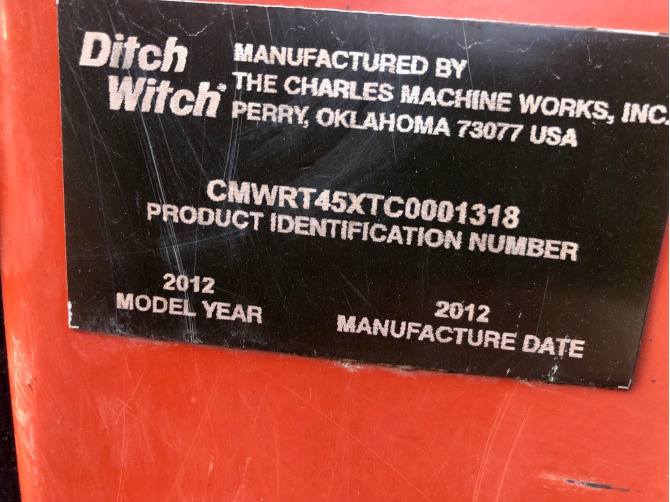 Ditch Witch®
MANUFACTURED BY
THE CHARLES MACHINE WORKS, INC.
PERRY, OKLAHOMA 73077 USA
CMWRT45XTC0001318
PRODUCT IDENTIFICATION NUMBER
2012
MODEL YEAR
2012
MANUFACTURE DATE